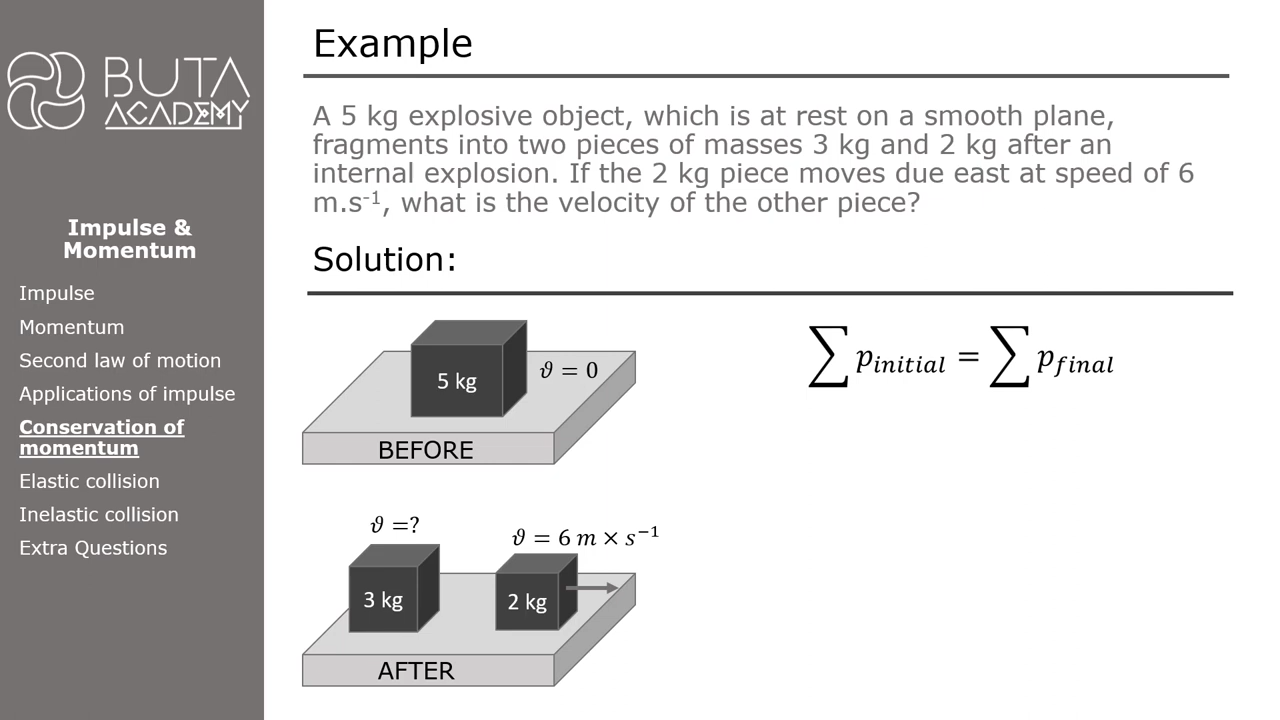 BUTA
ACADEMY
Impulse &
Momentum
Impulse
Momentum
Second law of motion
Applications of impulse
Conservation of
momentum
Elastic collision
Inelastic collision
Extra Questions
Example
A 5 kg explosive object, which is at rest on a smooth plane,
fragments into two pieces of masses 3 kg and 2 kg after an
internal explosion. If the 2 kg piece moves due east at speed of 6
m.s⁻¹, what is the velocity of the other piece?
Solution:
5 kg
ϑ = 0
BEFORE
∑ p_initial = ∑ p_final
ϑ =?
ϑ = 6 m × s⁻¹
3 kg
2 kg
AFTER